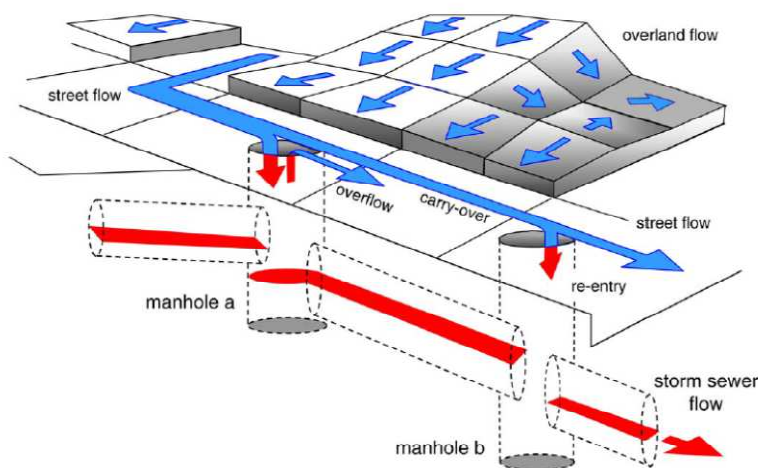 overland flow
street flow
overflow
carry-over
street flow
re-entry
manhole a
storm sewer
flow
manhole b